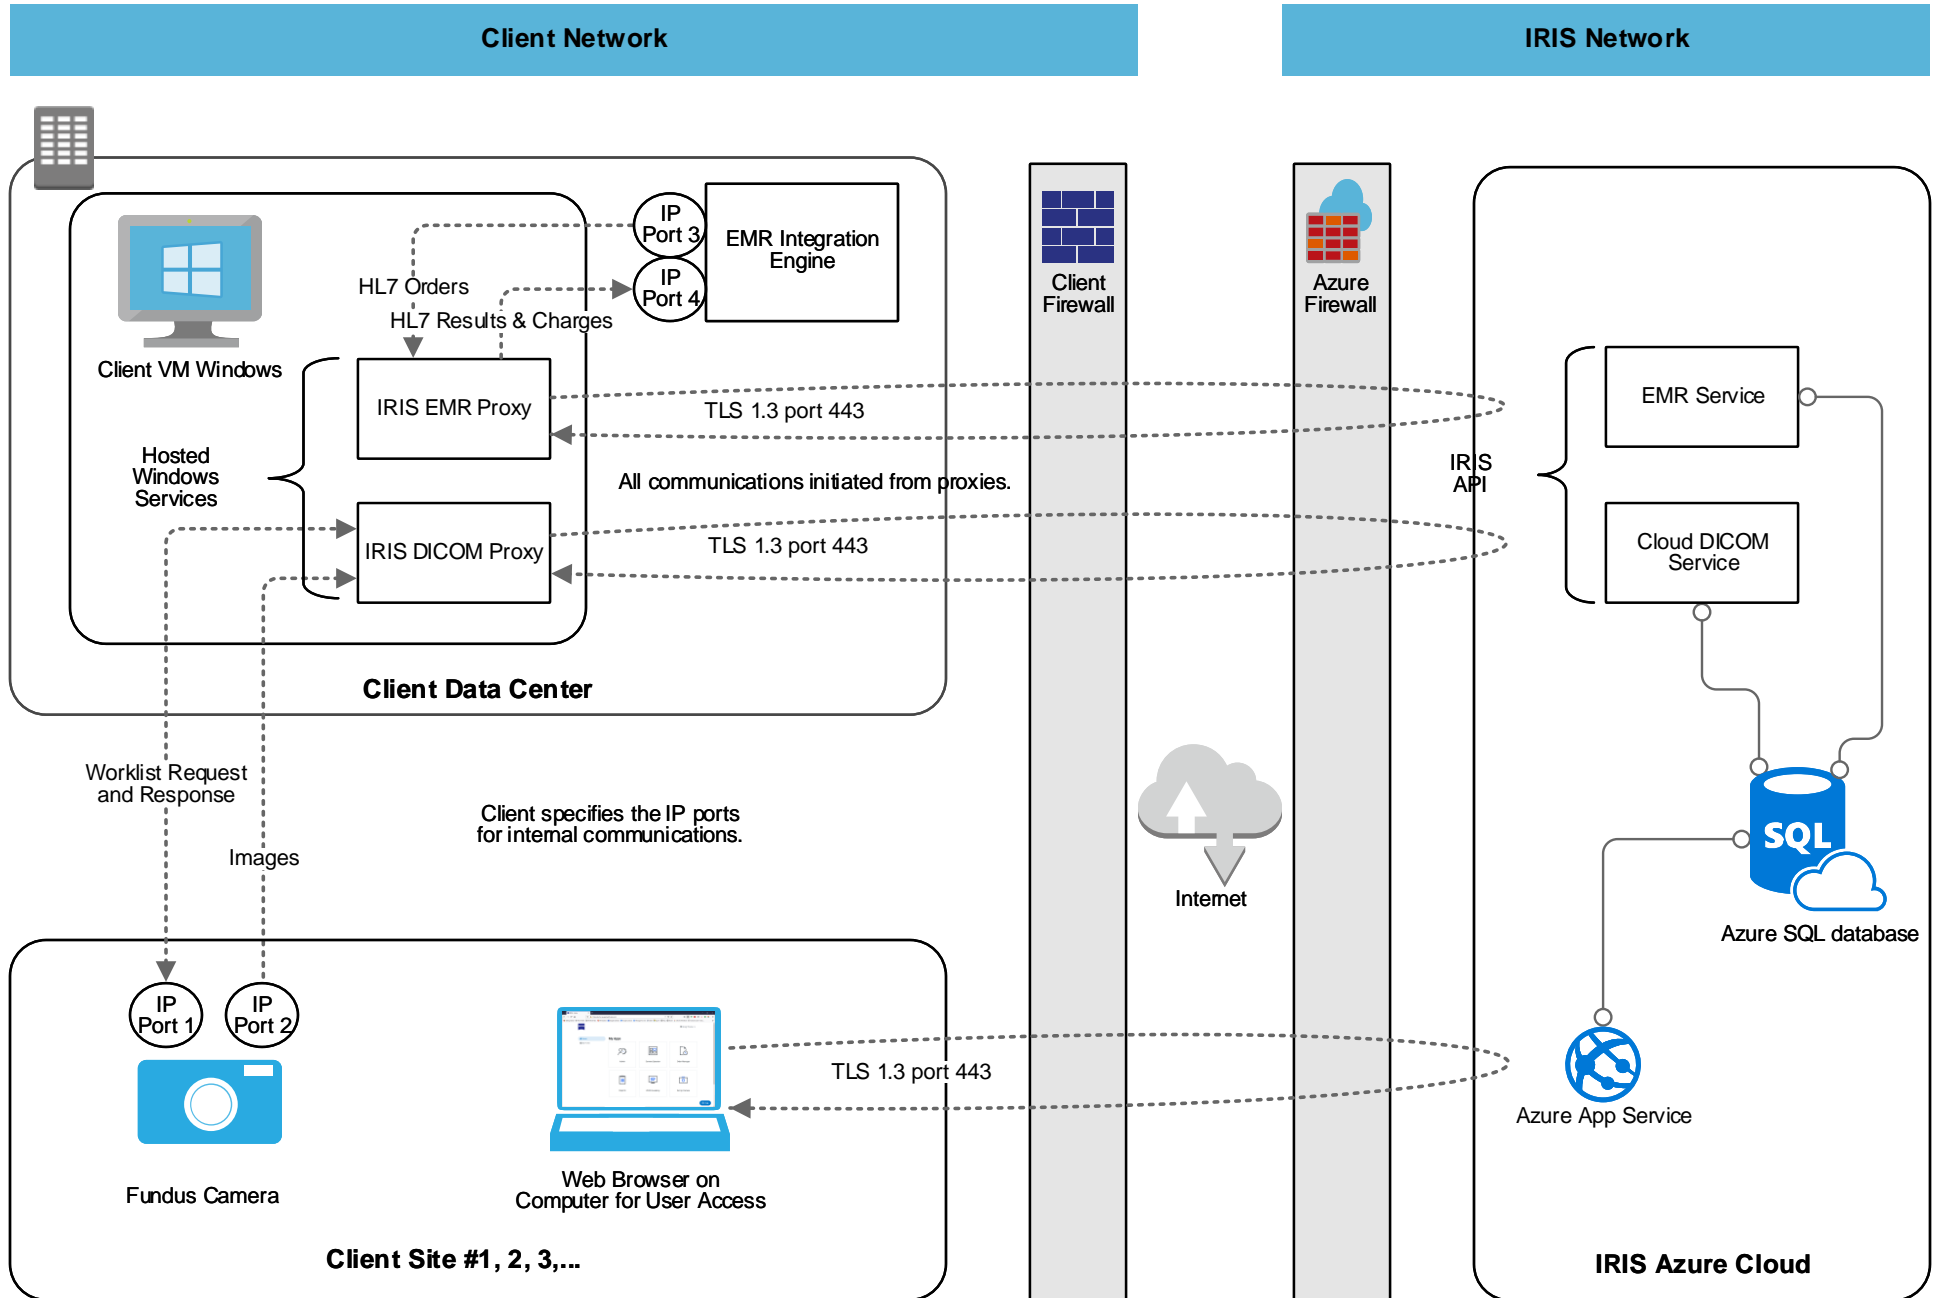 Client Network
IRIS Network
IP
Port 3
EMR Integration
Engine
IP
Port 4
HL7 Orders
HL7 Results & Charges
Client
Firewall
Azure
Firewall
Client VM Windows
IRIS EMR Proxy
TLS 1.3 port 443
EMR Service
Hosted
Windows
Services
All communications initiated from proxies.
IRIS
API
IRIS DICOM Proxy
TLS 1.3 port 443
Cloud DICOM
Service
Client Data Center
Worklist Request
and Response
Client specifies the IP ports
for internal communications.
Images
SQL
Internet
Azure SQL database
IP
Port 1
IP
Port 2
TLS 1.3 port 443
Azure App Service
Fundus Camera
Web Browser on
Computer for User Access
Client Site #1, 2, 3,...
IRIS Azure Cloud